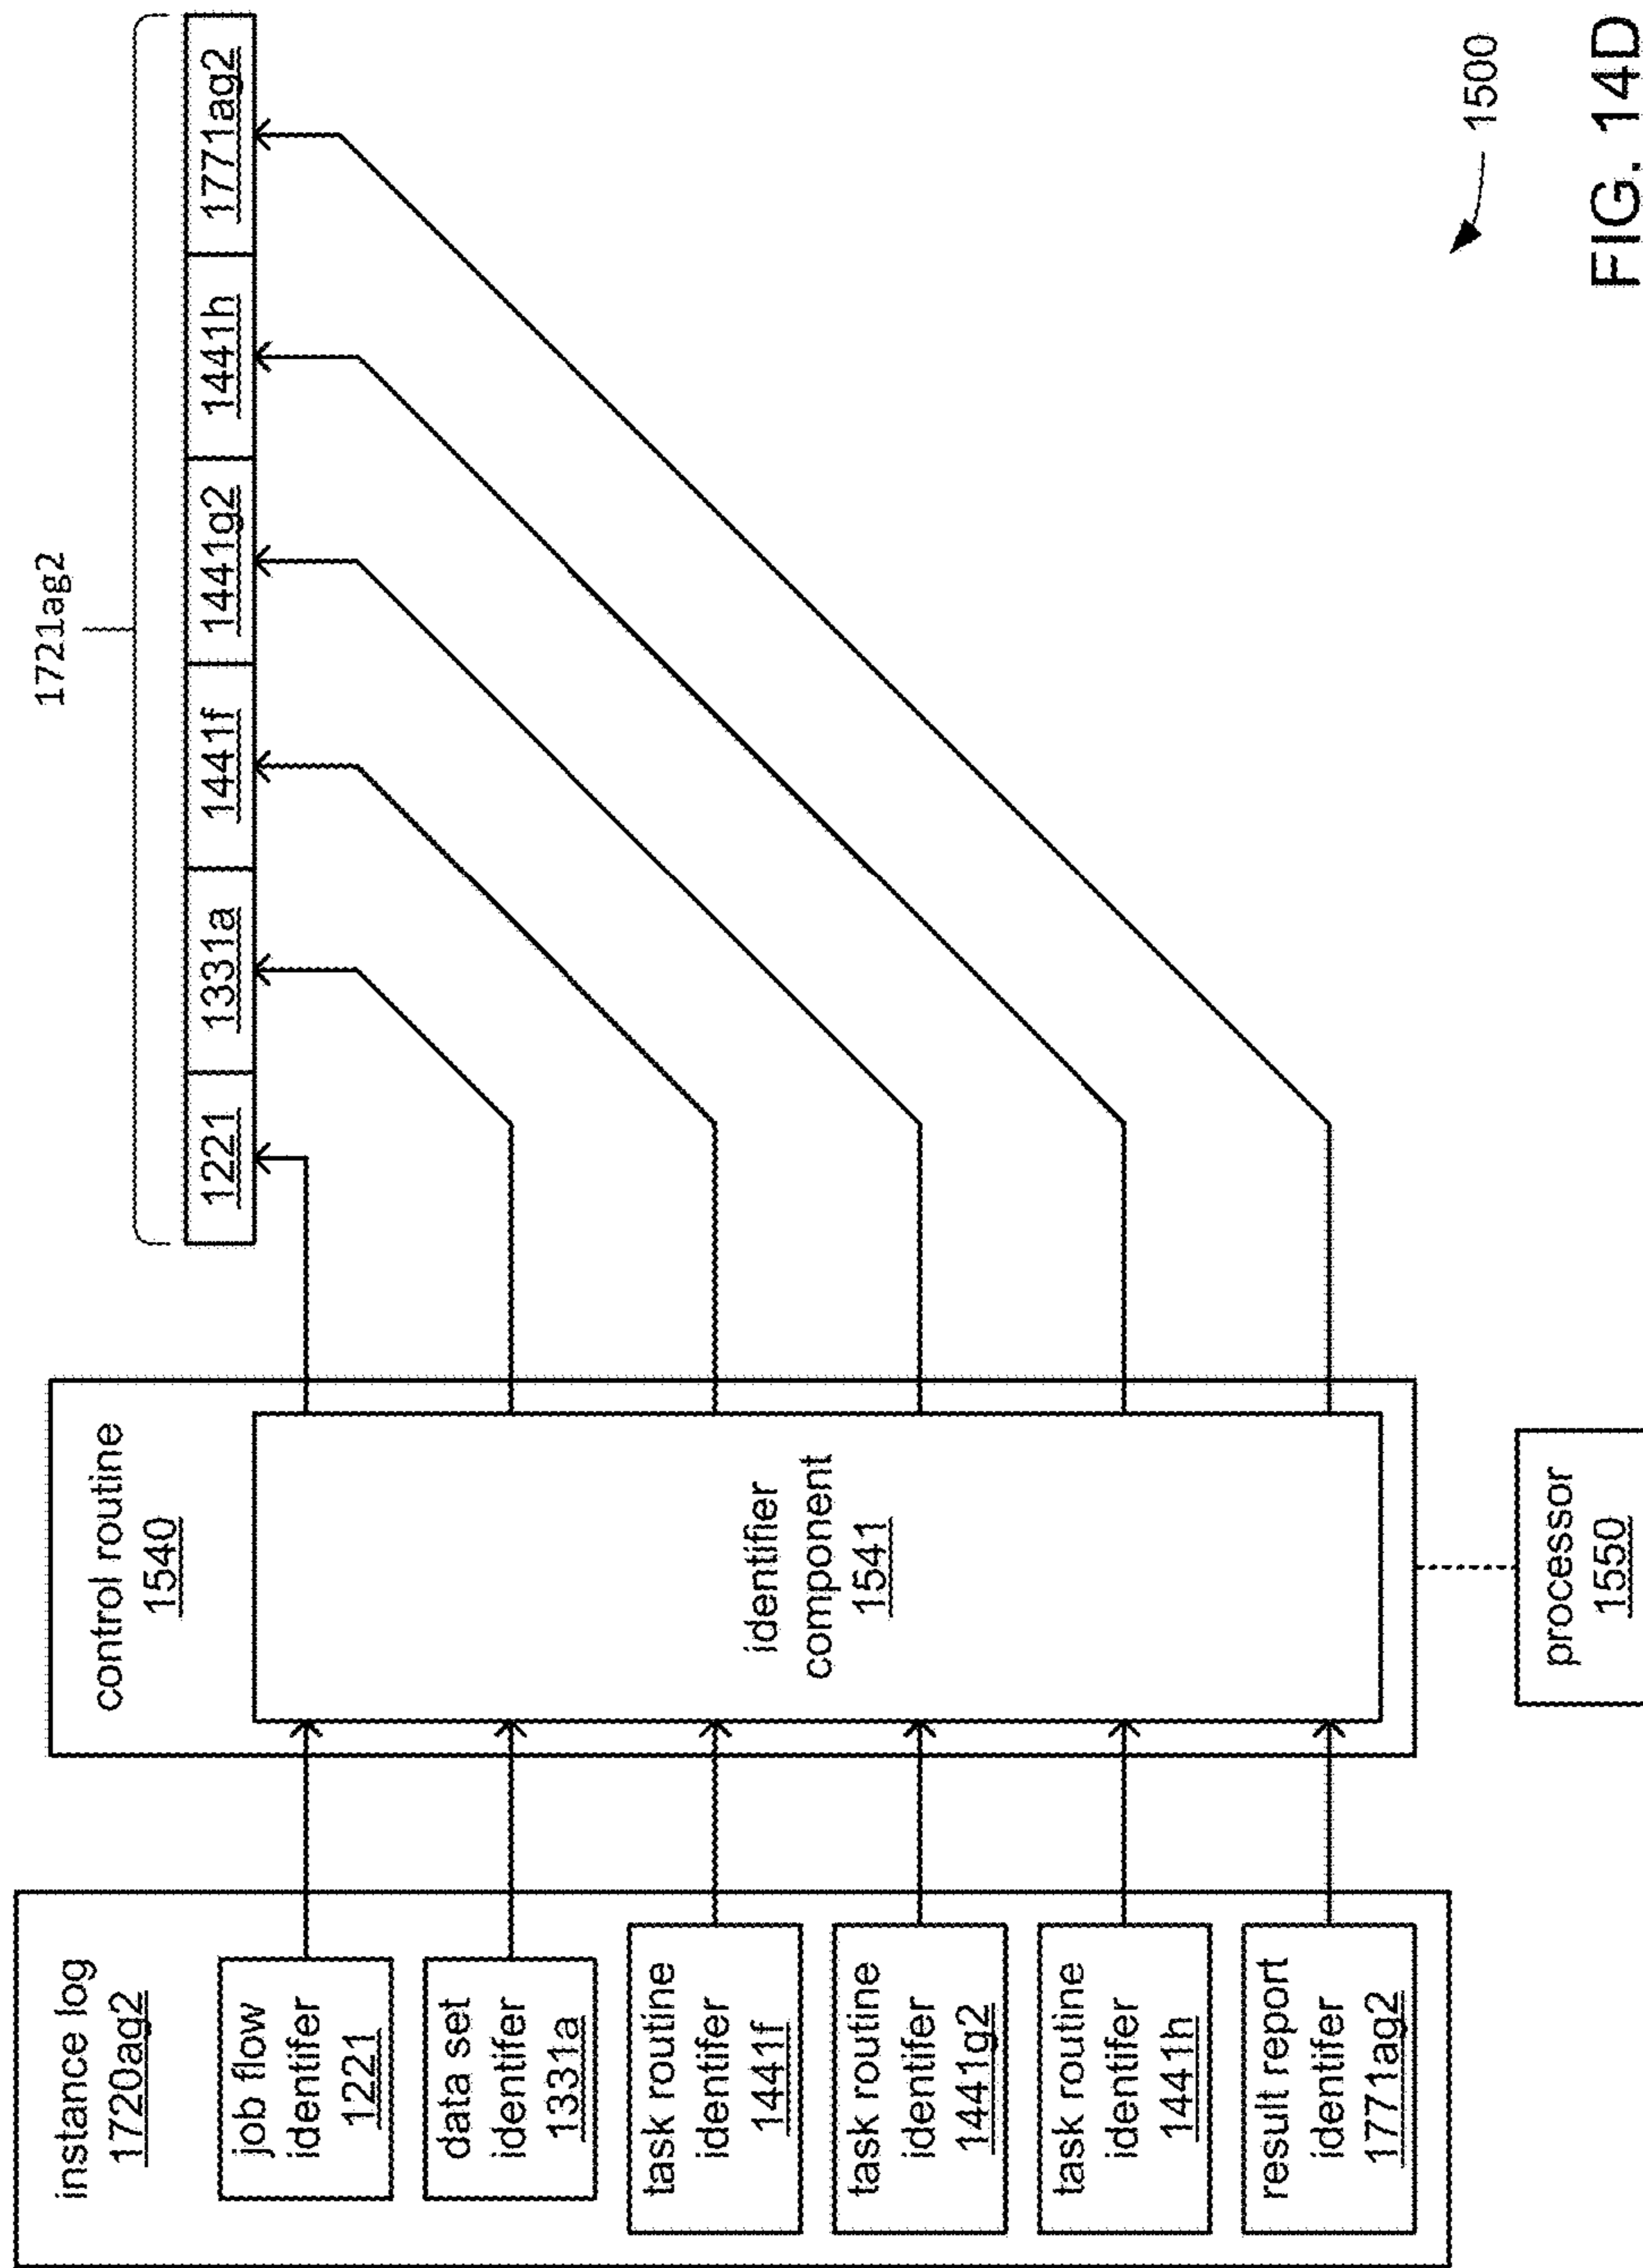 instance log
1720ag2
job flow
identifer
1221
data set
identifer
1331a
task routine
identifer
1441f
task routine
identifer
1441g2
task routine
identifer
1441h
result report
identifer
1771ag2
control routine
1540
identifier
component
1541
processor
1550
1721ag2
1221
1331a
1441f
1441g2
1441h
1771ag2
1500
FIG. 14D